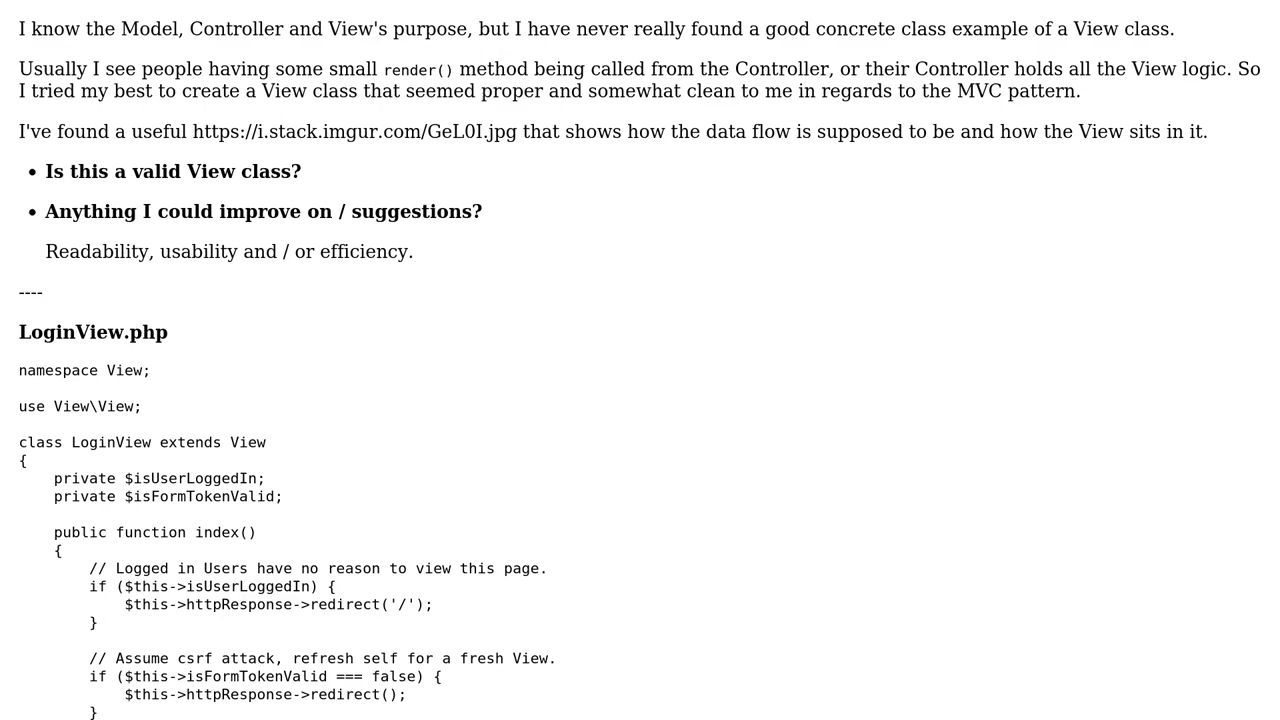 I know the Model, Controller and View's purpose, but I have never really found a good concrete class example of a View class.
Usually I see people having some small render() method being called from the Controller, or their Controller holds all the View logic. So
I tried my best to create a View class that seemed proper and somewhat clean to me in regards to the MVC pattern.
I've found a useful https://i.stack.imgur.com/GeL0I.jpg that shows how the data flow is supposed to be and how the View sits in it.
• Is this a valid View class?
• Anything I could improve on / suggestions?
Readability, usability and / or efficiency.
----
LoginView.php
namespace View;
use View\View;
class LoginView extends View
{
    private $isUserLoggedIn;
    private $isFormTokenValid;
    public function index()
    {
        // Logged in Users have no reason to view this page.
        if ($this->isUserLoggedIn) {
            $this->httpResponse->redirect('/');
        }
        // Assume csrf attack, refresh self for a fresh View.
        if ($this->isFormTokenValid === false) {
            $this->httpResponse->redirect();
        }